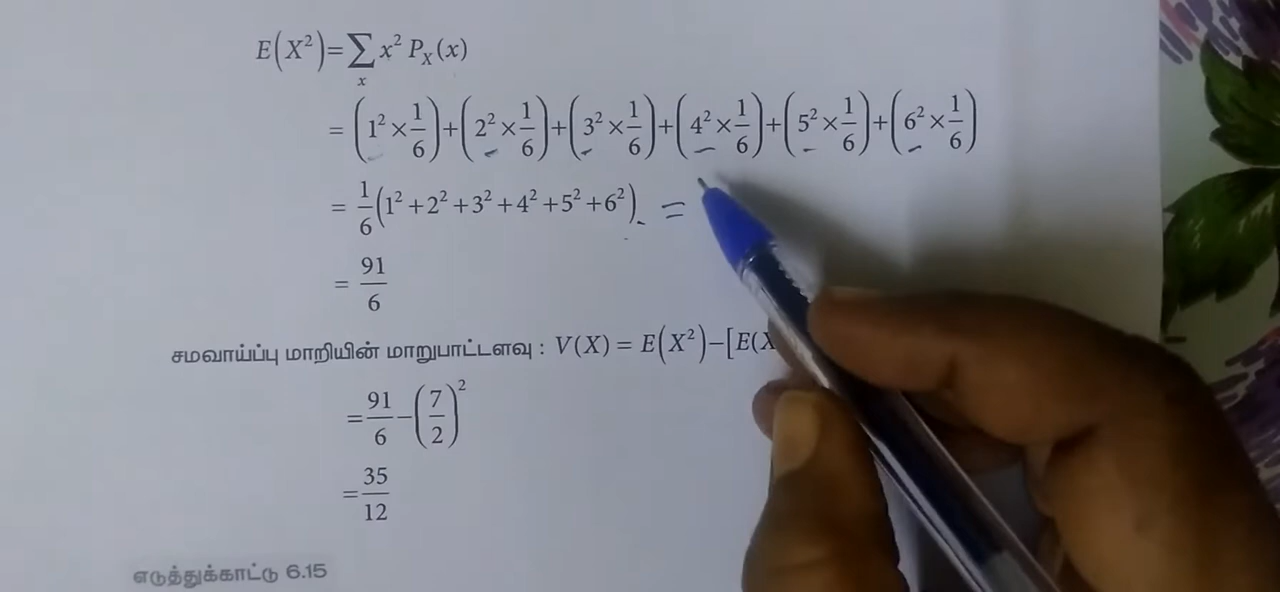 E(X²)=∑ₓ x² Pₓ(x)
= (1² × 1/6)+(2² × 1/6)+(3² × 1/6)+(4² × 1/6)+(5² × 1/6)+(6² × 1/6)
= 1/6(1² +2² +3² +4² +5² +6²) =
= 91/6
சமவாய்ப்பு மாறியின் மாறுபாட்டளவு : V(X) = E(X²)−[E(X
= 91/6 − (7/2)²
= 35/12
எடுத்துக்காட்டு 6.15